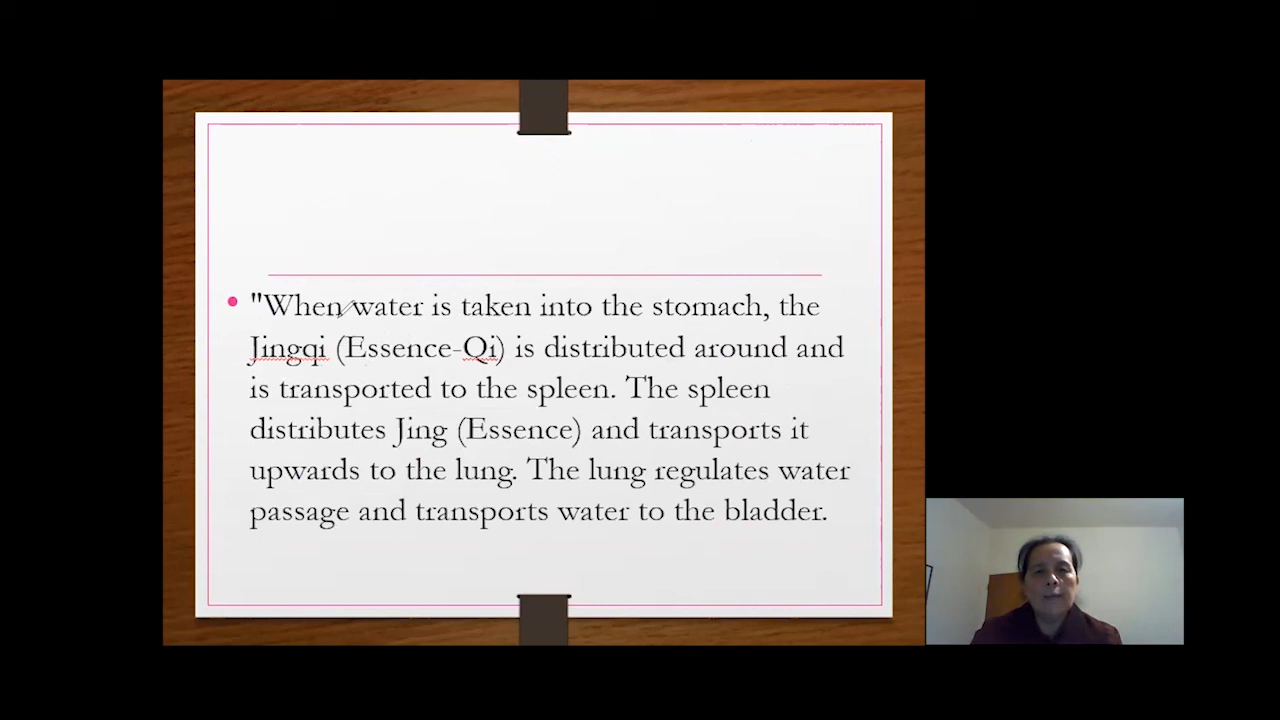 "When water is taken into the stomach, the
Jingqi (Essence-Qi) is distributed around and
is transported to the spleen. The spleen
distributes Jing (Essence) and transports it
upwards to the lung. The lung regulates water
passage and transports water to the bladder.